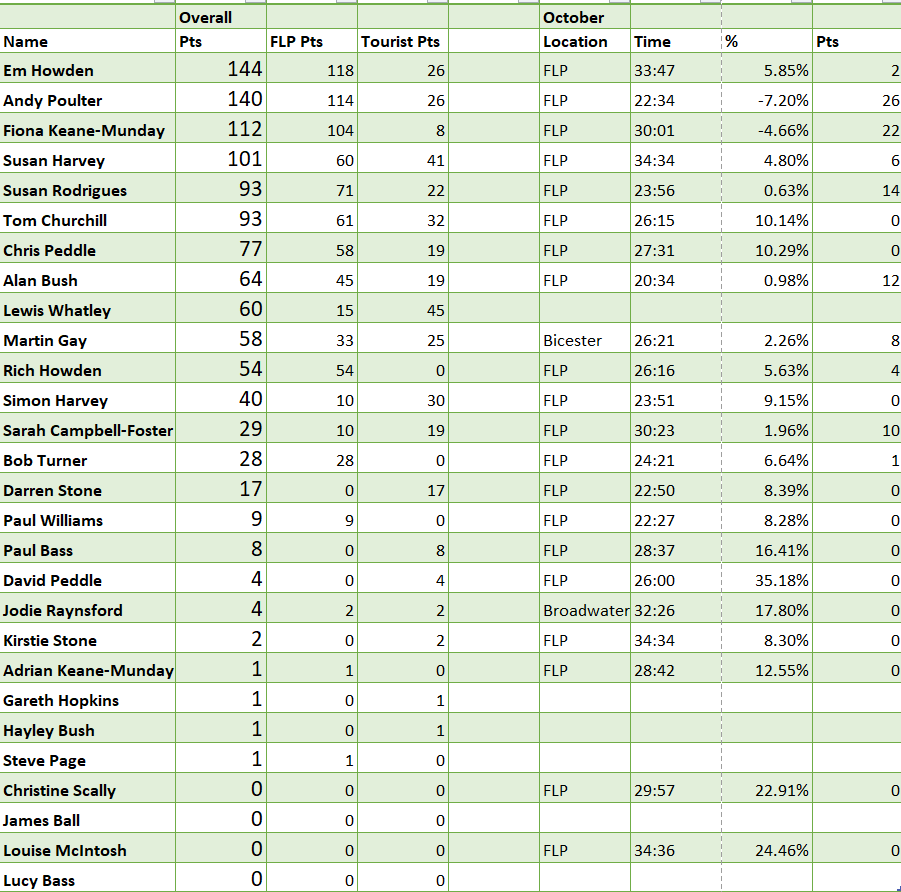 Overall October
Name Pts FLP Pts Tourist Pts Location Time % Pts
Em Howden 144 118 26 FLP 33:47 5.85% 2
Andy Poulter 140 114 26 FLP 22:34 -7.20% 26
Fiona Keane-Munday 112 104 8 FLP 30:01 -4.66% 22
Susan Harvey 101 60 41 FLP 34:34 4.80% 6
Susan Rodrigues 93 71 22 FLP 23:56 0.63% 14
Tom Churchill 93 61 32 FLP 26:15 10.14% 0
Chris Peddle 77 58 19 FLP 27:31 10.29% 0
Alan Bush 64 45 19 FLP 20:34 0.98% 12
Lewis Whatley 60 15 45
Martin Gay 58 33 25 Bicester 26:21 2.26% 8
Rich Howden 54 54 0 FLP 26:16 5.63% 4
Simon Harvey 40 10 30 FLP 23:51 9.15% 0
Sarah Campbell-Foster 29 10 19 FLP 30:23 1.96% 10
Bob Turner 28 28 0 FLP 24:21 6.64% 1
Darren Stone 17 0 17 FLP 22:50 8.39% 0
Paul Williams 9 9 0 FLP 22:27 8.28% 0
Paul Bass 8 0 8 FLP 28:37 16.41% 0
David Peddle 4 0 4 FLP 26:00 35.18% 0
Jodie Raynsford 4 2 2 Broadwater 32:26 17.80% 0
Kirstie Stone 2 0 2 FLP 34:34 8.30% 0
Adrian Keane-Munday 1 1 0 FLP 28:42 12.55% 0
Gareth Hopkins 1 0 1
Hayley Bush 1 0 1
Steve Page 1 1 0
Christine Scally 0 0 0 FLP 29:57 22.91% 0
James Ball 0 0 0
Louise McIntosh 0 0 0 FLP 34:36 24.46% 0
Lucy Bass 0 0 0